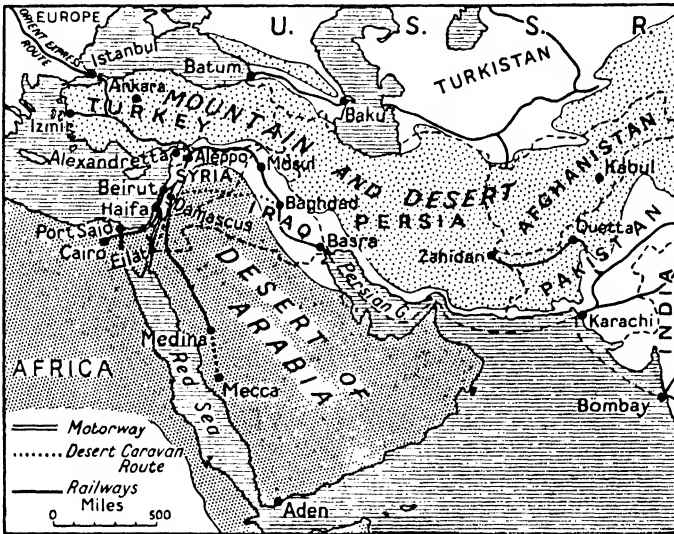 EUROPE
U. S. S. R.
ORIENT EXPRESS
ROUTE
Istanbul
Batum
TURKISTAN
Ankara
Baku
TURKEY
MOUNTAIN AND DESERT
Izmir
AFGHANISTAN
Alexandretta
Aleppo
Mosul
Kabul
SYRIA
Beirut
PERSIA
Haifa
Damascus
Baghdad
Quetta
IRAQ
Port Said
Basra
Zahidan
PAKISTAN
Cairo
Eilat
Persian G.
DESERT OF
ARABIA
Karachi
INDIA
Medina
AFRICA
Red Sea
Mecca
Bombay
Motorway
Desert Caravan
Route
Railways
Miles
0 500
Aden